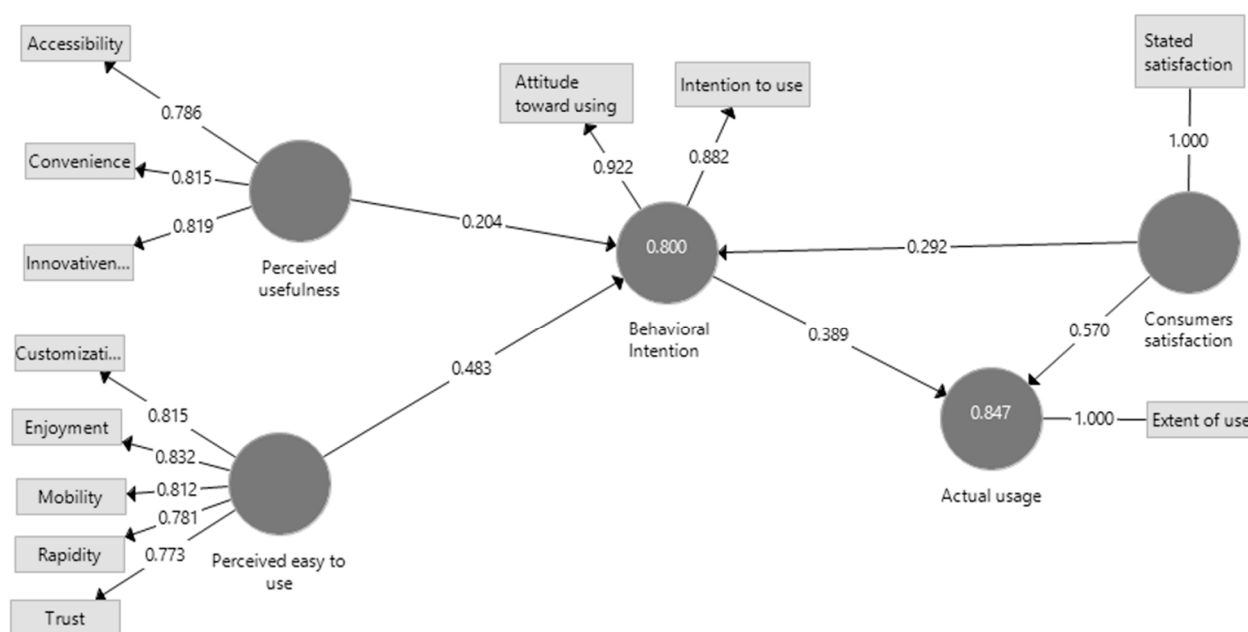 Accessibility
0.786
Convenience
0.815
0.819
Innovativen...
Perceived
usefulness
Customizati...
0.815
Enjoyment
0.832
Mobility
0.812
0.781
Rapidity
0.773
Trust
Perceived easy to
use
0.204
0.483
Attitude
toward using
Intention to use
0.922
0.882
0.800
Behavioral
Intention
0.292
0.389
Stated
satisfaction
1.000
Consumers
satisfaction
0.570
0.847
1.000
Extent of use
Actual usage